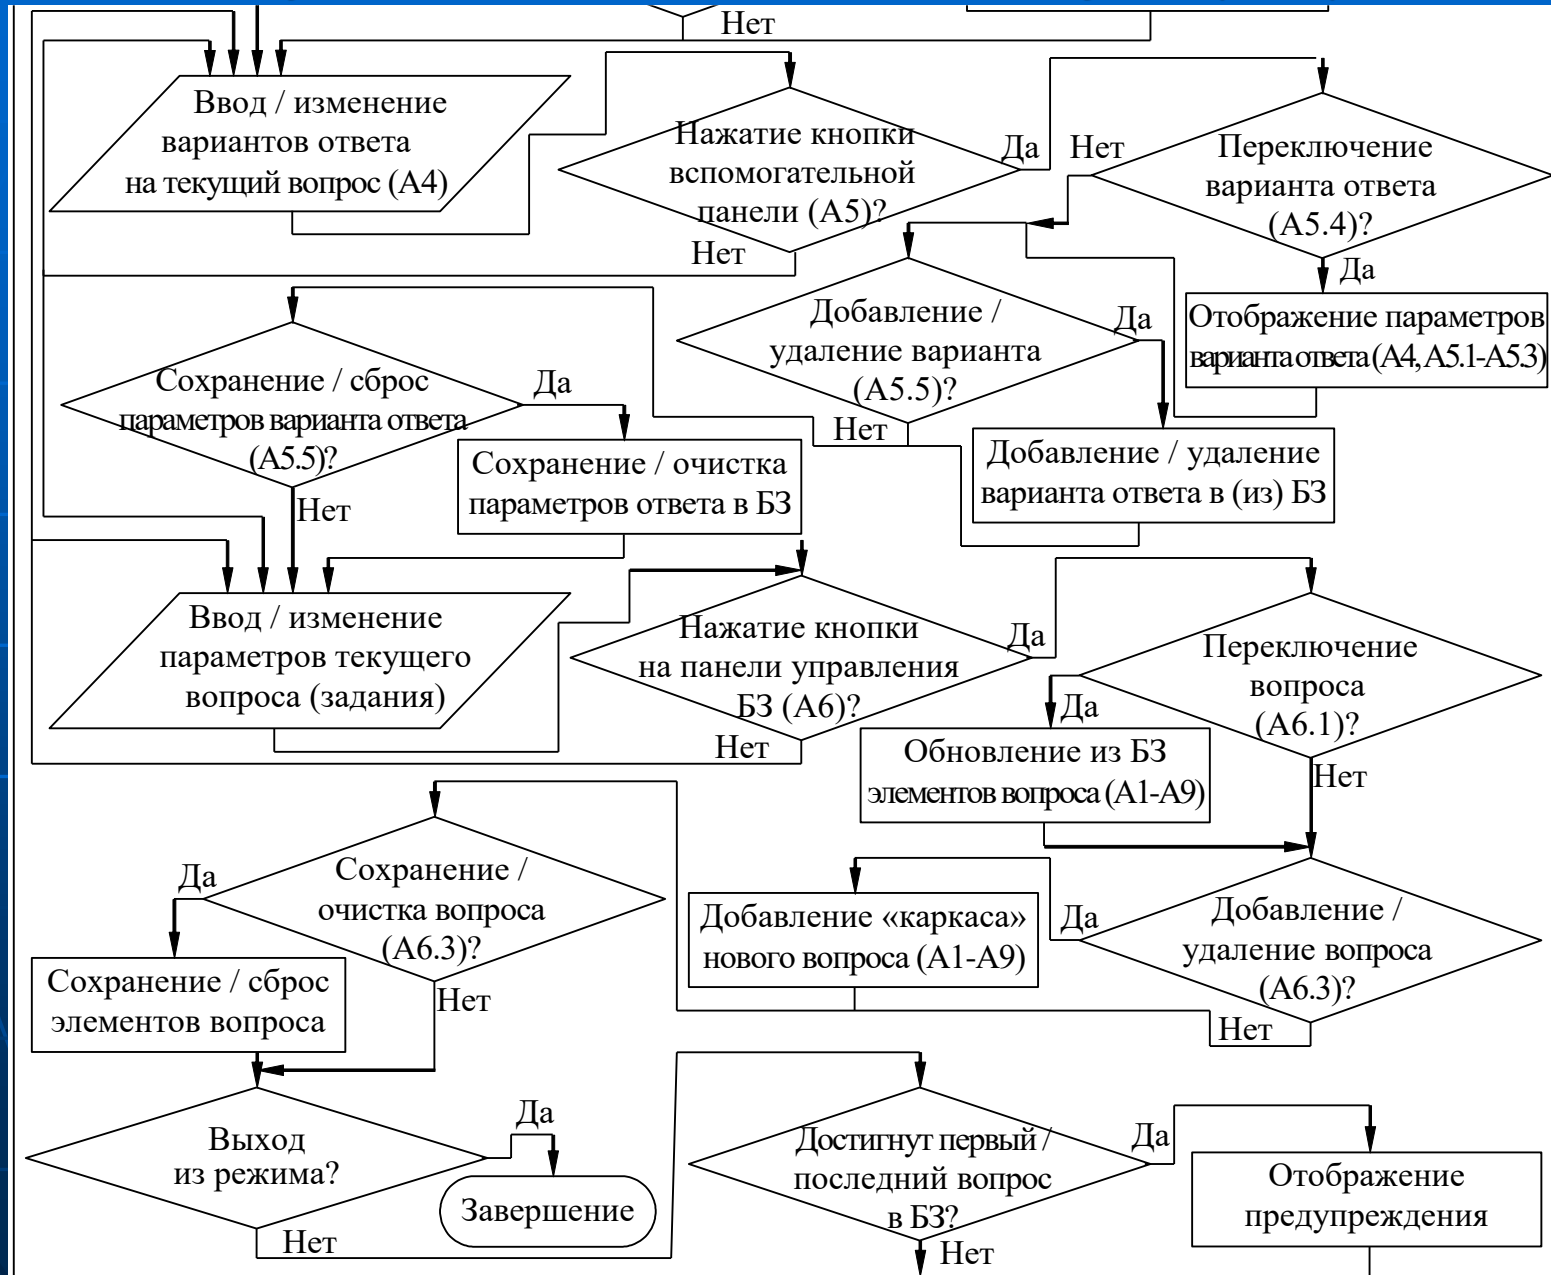 Нет
Ввод / изменение
вариантов ответа
на текущий вопрос (А4)
Нажатие кнопки
вспомогательной
панели (А5)?
Да
Нет
Нет
Переключение
варианта ответа
(А5.4)?
Да
Отображение параметров
варианта ответа (А4, А5.1-А5.3)
Добавление /
удаление варианта
(А5.5)?
Да
Нет
Добавление / удаление
варианта ответа в (из) БЗ
Сохранение / сброс
параметров варианта ответа
(А5.5)?
Да
Нет
Сохранение / очистка
параметров ответа в БЗ
Ввод / изменение
параметров текущего
вопроса (задания)
Нажатие кнопки
на панели управления
БЗ (А6)?
Да
Нет
Переключение
вопроса
(А6.1)?
Да
Нет
Обновление из БЗ
элементов вопроса (А1-А9)
Добавление /
удаление вопроса
(А6.3)?
Да
Нет
Добавление «каркаса»
нового вопроса (А1-А9)
Сохранение /
очистка вопроса
(А6.3)?
Да
Нет
Сохранение / сброс
элементов вопроса
Выход
из режима?
Да
Нет
Завершение
Достигнут первый /
последний вопрос
в БЗ?
Да
Нет
Отображение
предупреждения